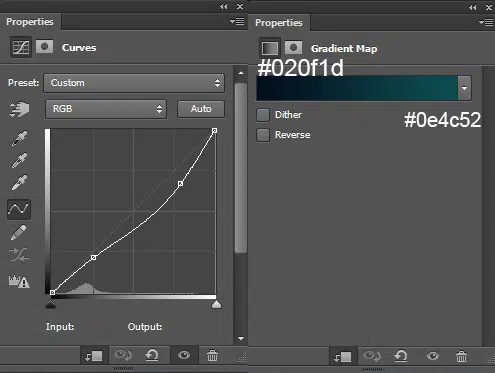 Properties
Curves
Preset: Custom
RGB Auto
Input: Output:
Properties
Gradient Map
#020f1d
#0e4c52
Dither
Reverse